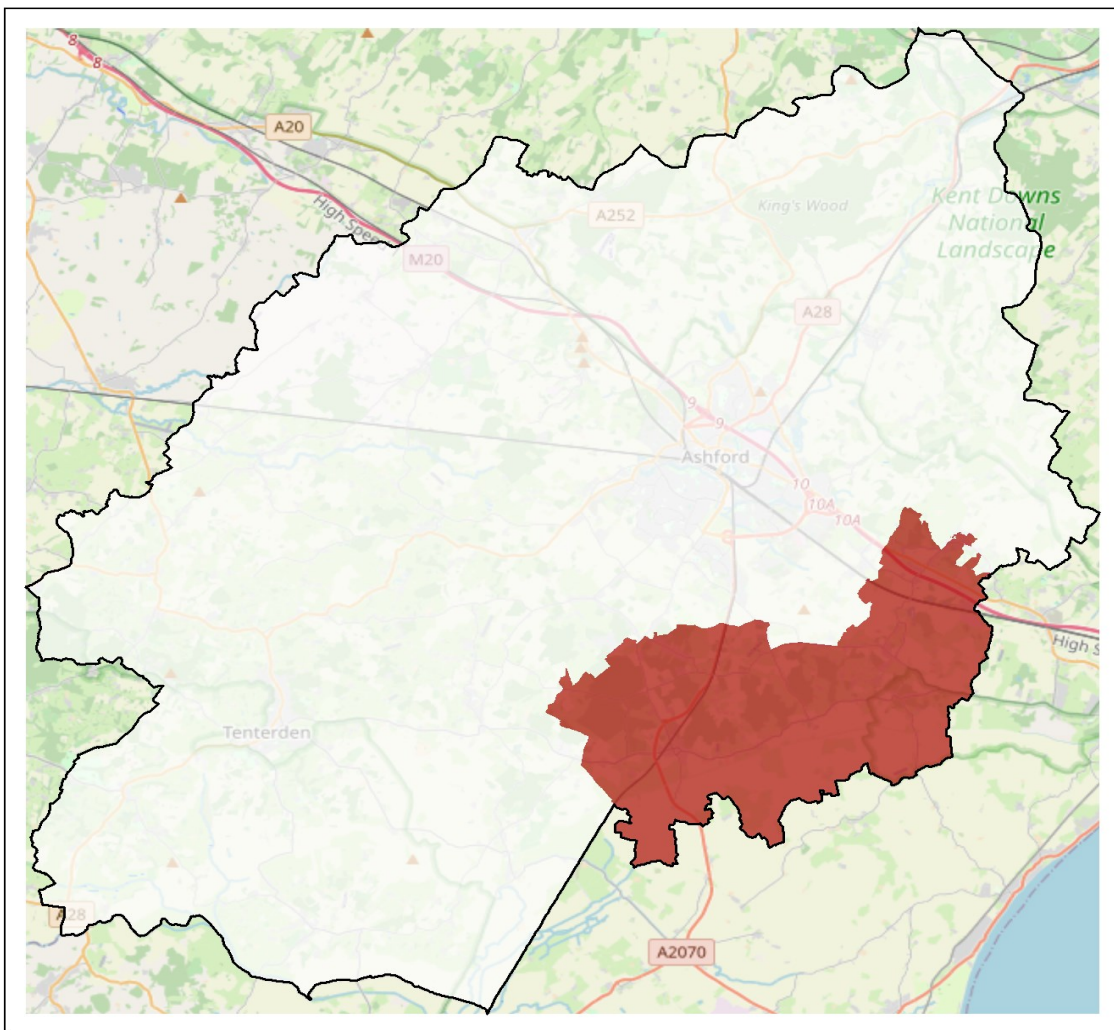 8
8
A20
High Spee
M20
A252
King's Wood
Kent Downs
National
Landscape
A28
9
9
Ashford
10
10A
10A
High S
Tenterden
A28
A2070